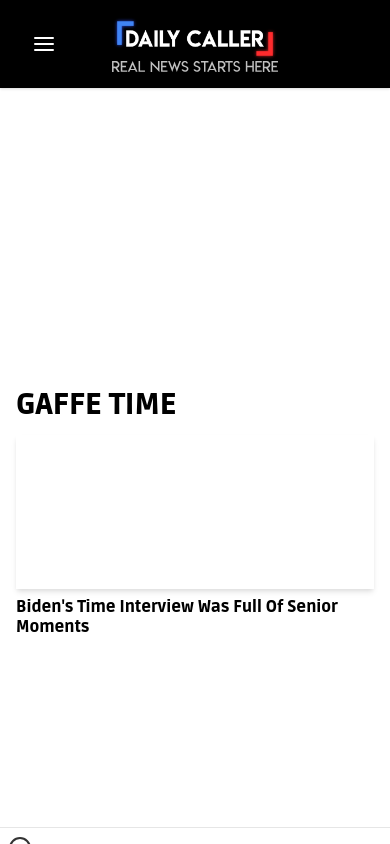 DAILY CALLER
REAL NEWS STARTS HERE
GAFFE TIME
Biden's Time Interview Was Full Of Senior
Moments